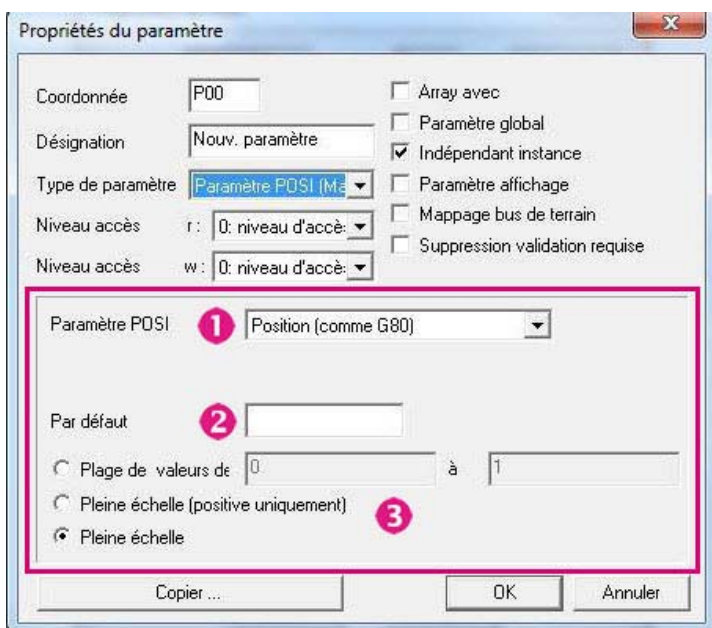 Propriétés du paramètre
Coordonnée P00
Désignation Nouv. paramètre
Type de paramètre Paramètre POSI (Ma
Niveau accès r : 0: niveau d'accè:
Niveau accès w : 0: niveau d'accè:
Array avec
Paramètre global
Indépendant instance
Paramètre affichage
Mappage bus de terrain
Suppression validation requise
Paramètre POSI 1 Position (comme G80)
Par défaut 2
Plage de valeurs de 0 à 1
Pleine échelle (positive uniquement)
3
Pleine échelle
Copier ... OK Annuler